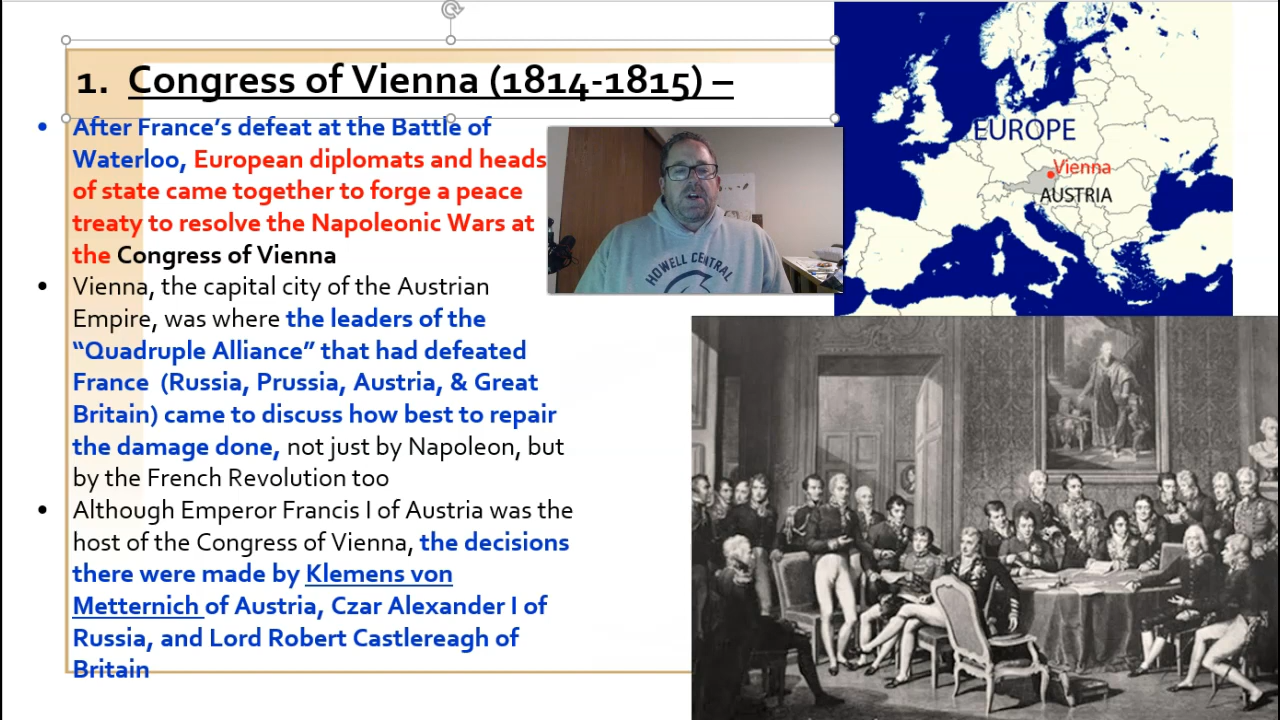 1. Congress of Vienna (1814-1815) –
• After France's defeat at the Battle of
Waterloo, European diplomats and heads
of state came together to forge a peace
treaty to resolve the Napoleonic Wars at
the Congress of Vienna
• Vienna, the capital city of the Austrian
Empire, was where the leaders of the
“Quadruple Alliance” that had defeated
France (Russia, Prussia, Austria, & Great
Britain) came to discuss how best to repair
the damage done, not just by Napoleon, but
by the French Revolution too
• Although Emperor Francis I of Austria was the
host of the Congress of Vienna, the decisions
there were made by Klemens von
Metternich of Austria, Czar Alexander I of
Russia, and Lord Robert Castlereagh of
Britain
HOWELL CENTRAL
EUROPE
Vienna
AUSTRIA